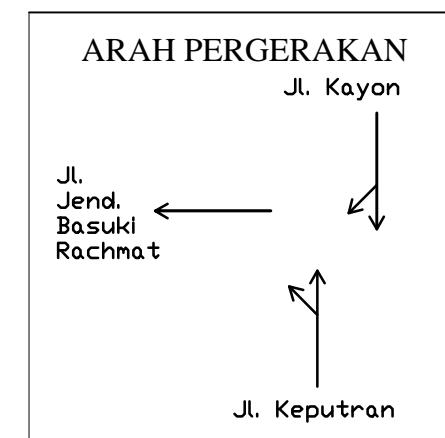 ARAH PERGERAKAN
Jl. Kayon
Jl.
Jend.
Basuki
Rachmat
Jl. Keputran